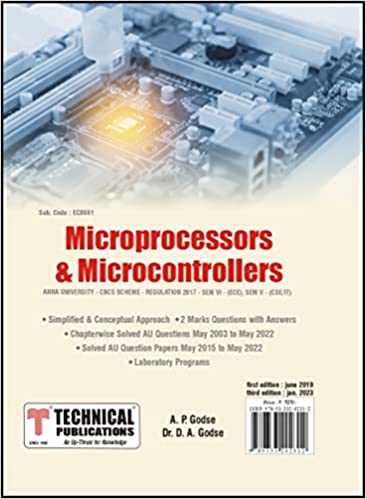 Sub. Code : EC8691
Microprocessors
& Microcontrollers
ANNA UNIVERSITY - CBCS SCHEME - REGULATION 2017 - SEM VI - (ECE), SEM V - (CSE/IT)
• Simplified & Conceptual Approach • 2 Marks Questions with Answers
• Chapterwise Solved AU Questions May 2003 to May 2022
• Solved AU Question Papers May 2015 to May 2022
• Laboratory Programs
first edition : june 2019
third edition : jan. 2023
TECHNICAL
PUBLICATIONS
SINCE 1993
An Up-Thrust for Knowledge
A. P. Godse
Dr. D. A. Godse